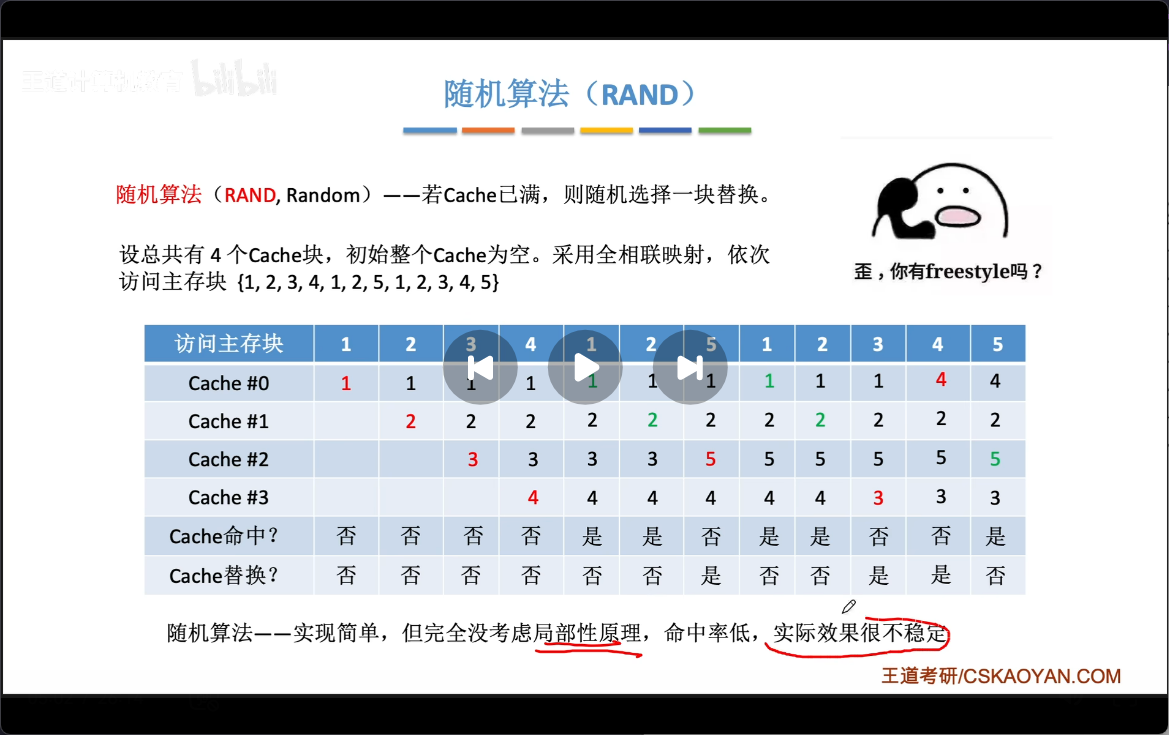 王道计算机教育 bilibili
随机算法（RAND）
随机算法（RAND, Random）——若Cache已满，则随机选择一块替换。
设总共有 4 个Cache块，初始整个Cache为空。采用全相联映射，依次
访问主存块 {1, 2, 3, 4, 1, 2, 5, 1, 2, 3, 4, 5}
歪，你有freestyle吗？
访问主存块 1 2 3 4 1 2 5 1 2 3 4 5
Cache #0 1 1 1 1 1 1 1 1 1 1 4 4
Cache #1 2 2 2 2 2 2 2 2 2 2 2
Cache #2 3 3 3 3 5 5 5 5 5 5
Cache #3 4 4 4 4 4 4 3 3 3
Cache命中？ 否 否 否 否 是 是 否 是 是 否 否 是
Cache替换？ 否 否 否 否 否 否 是 否 否 是 是 否
随机算法——实现简单，但完全没考虑局部性原理，命中率低，实际效果很不稳定
王道考研/CSKAOYAN.COM